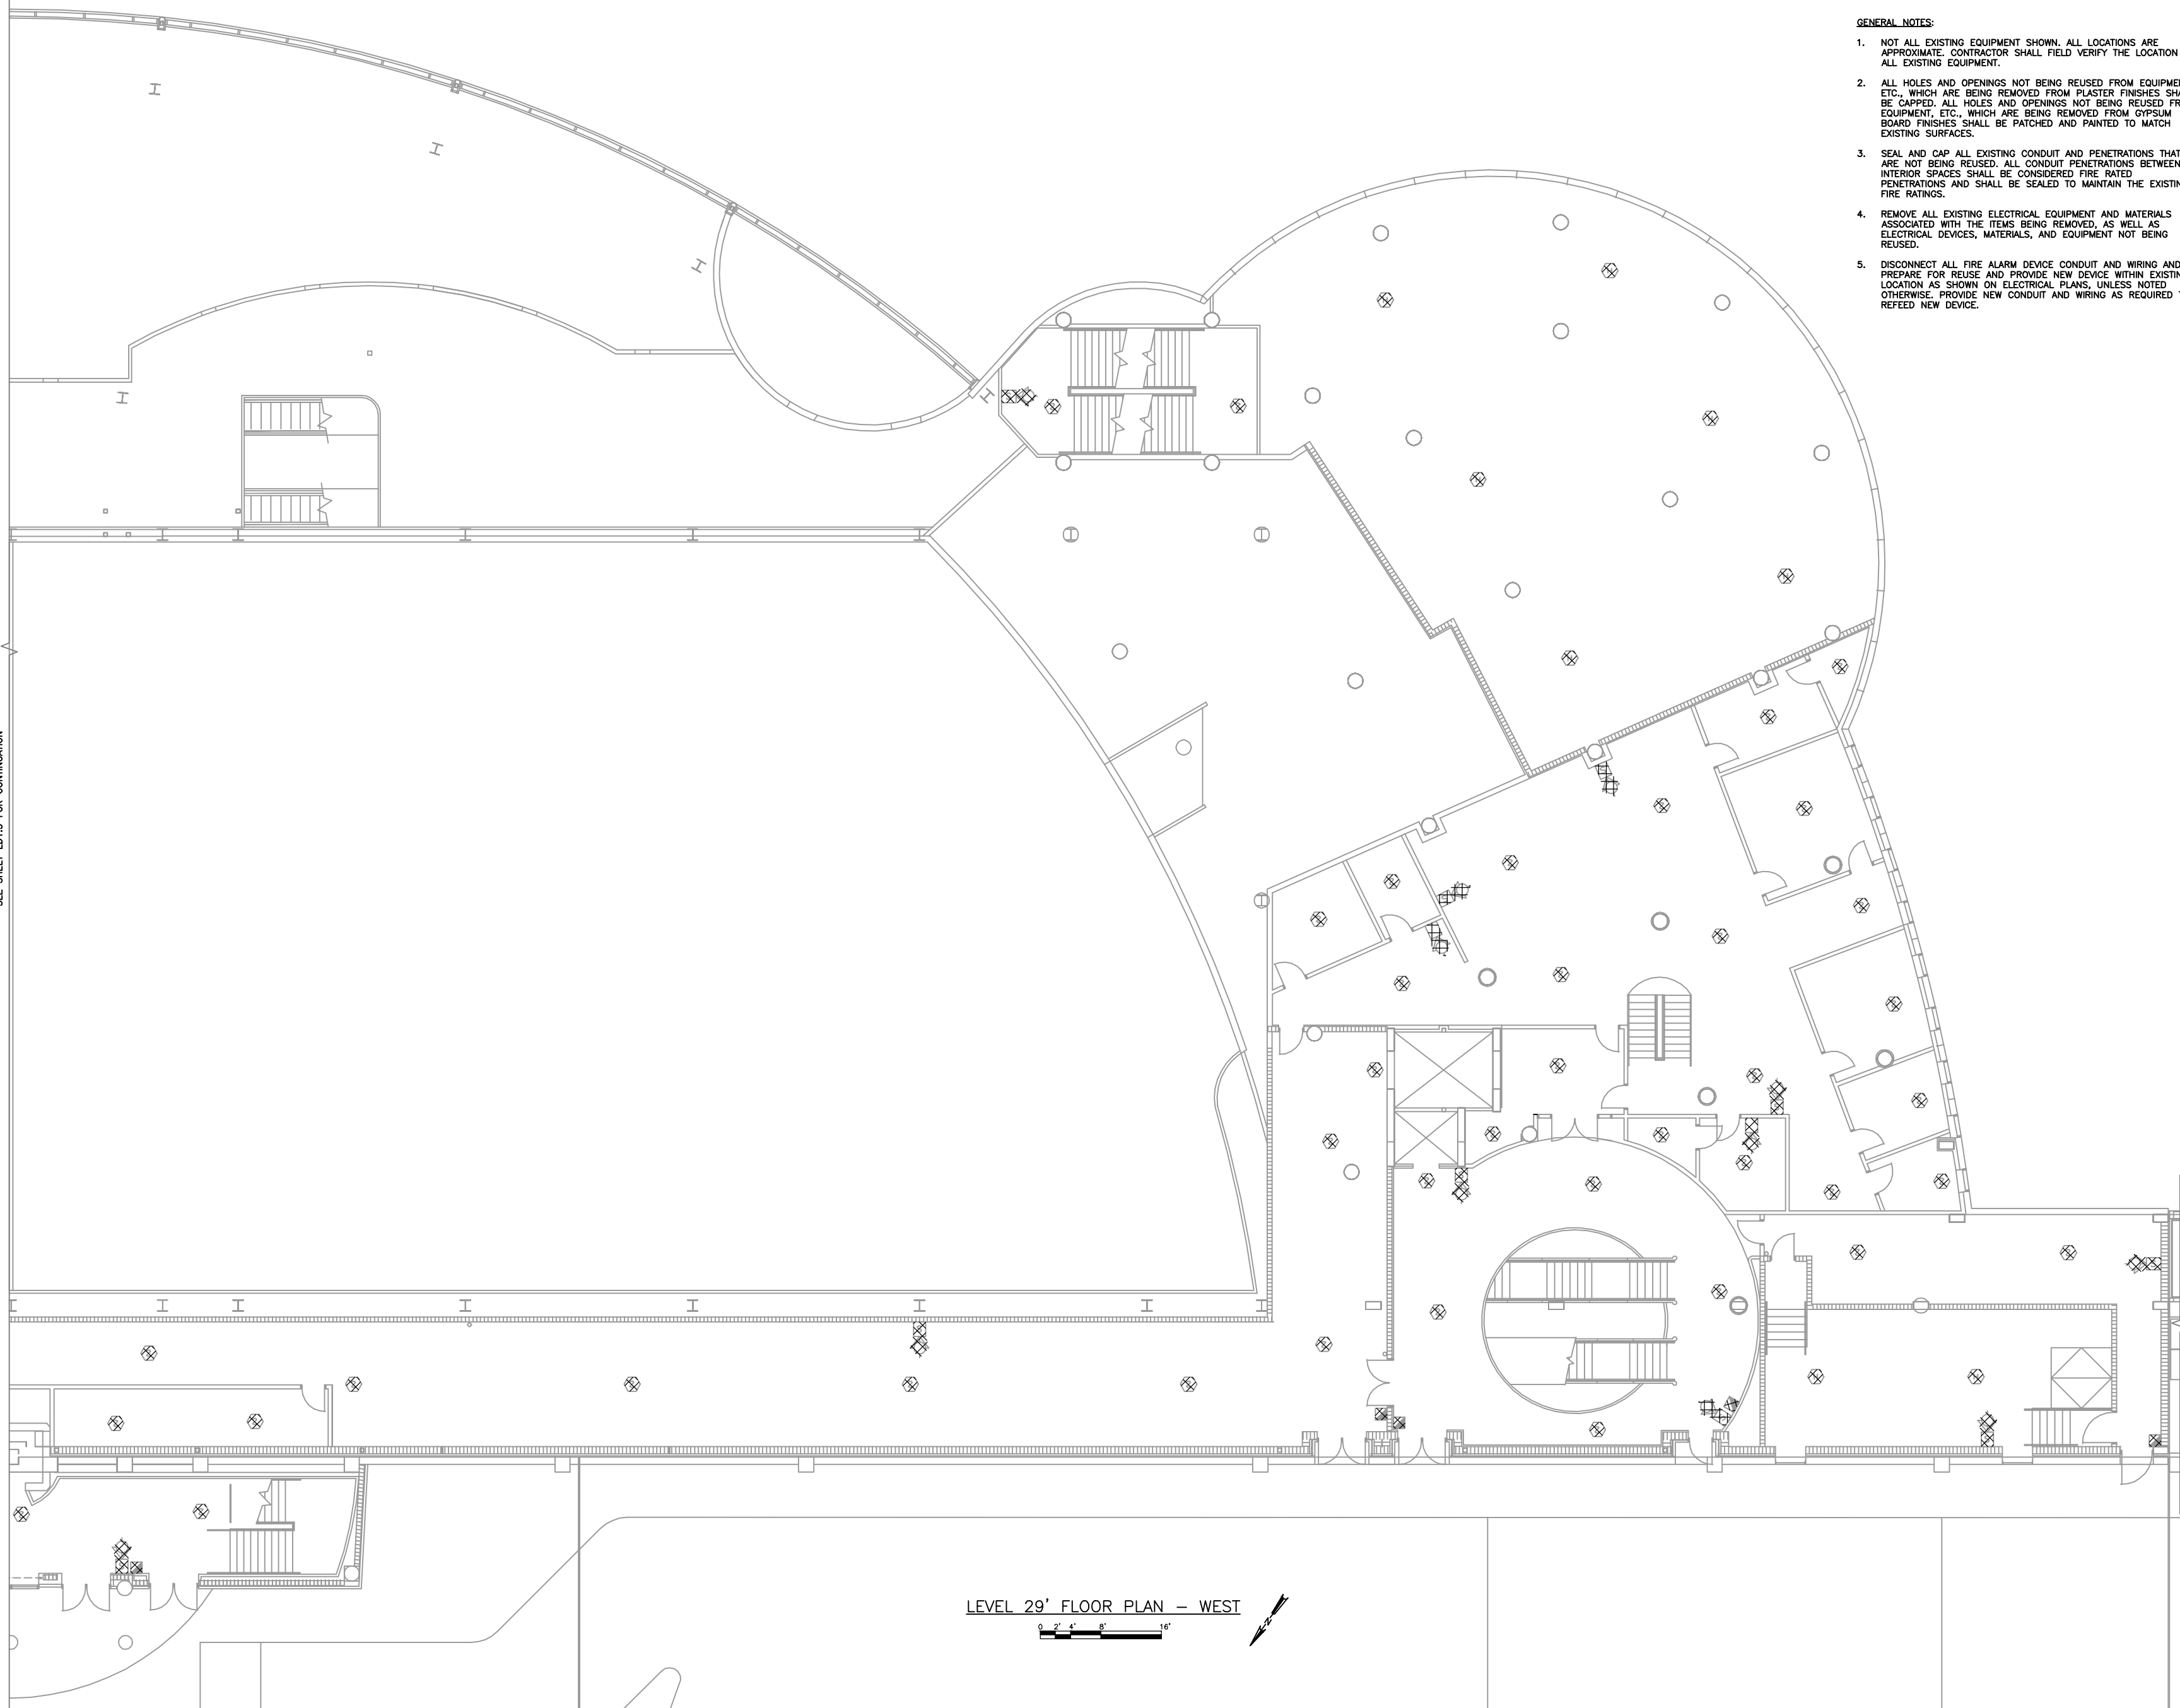 GENERAL NOTES:
1. NOT ALL EXISTING EQUIPMENT SHOWN. ALL LOCATIONS ARE
APPROXIMATE. CONTRACTOR SHALL FIELD VERIFY THE LOCATION
ALL EXISTING EQUIPMENT.
2. ALL HOLES AND OPENINGS NOT BEING REUSED FROM
ETC., WHICH ARE BEING REMOVED FROM PLASTER FINISHES
BE CAPPED. ALL HOLES AND OPENINGS NOT BEING REUSED
EQUIPMENT, ETC., WHICH ARE BEING REMOVED FROM GYPSUM
BOARD FINISHES SHALL BE PATCHED AND PAINTED TO MATCH
EXISTING SURFACES.
3. SEAL AND CAP ALL EXISTING CONDUIT AND PENETRATIONS THAT
ARE NOT BEING REUSED. ALL CONDUIT PENETRATIONS BETWEEN
INTERIOR SPACES SHALL BE CONSIDERED FIRE RATED
PENETRATIONS AND SHALL BE SEALED TO MAINTAIN THE
FIRE RATINGS.
4. REMOVE ALL EXISTING ELECTRICAL EQUIPMENT AND MATERIALS
ASSOCIATED WITH THE ITEMS BEING REMOVED, AS WELL AS
ELECTRICAL DEVICES, MATERIALS, AND EQUIPMENT NOT BEING
REUSED.
5. DISCONNECT ALL FIRE ALARM DEVICE CONDUIT AND WIRING AND
PREPARE FOR REUSE AND PROVIDE NEW DEVICE WITHIN
LOCATION AS SHOWN ON ELECTRICAL PLANS, UNLESS NOTED
OTHERWISE. PROVIDE NEW CONDUIT AND WIRING AS REQUIRED
REFEED NEW DEVICE.
LEVEL 29' FLOOR PLAN – WEST
0 2' 4' 8' 16'
N